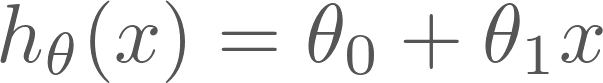 h_θ(x) = θ_0 + θ_1x